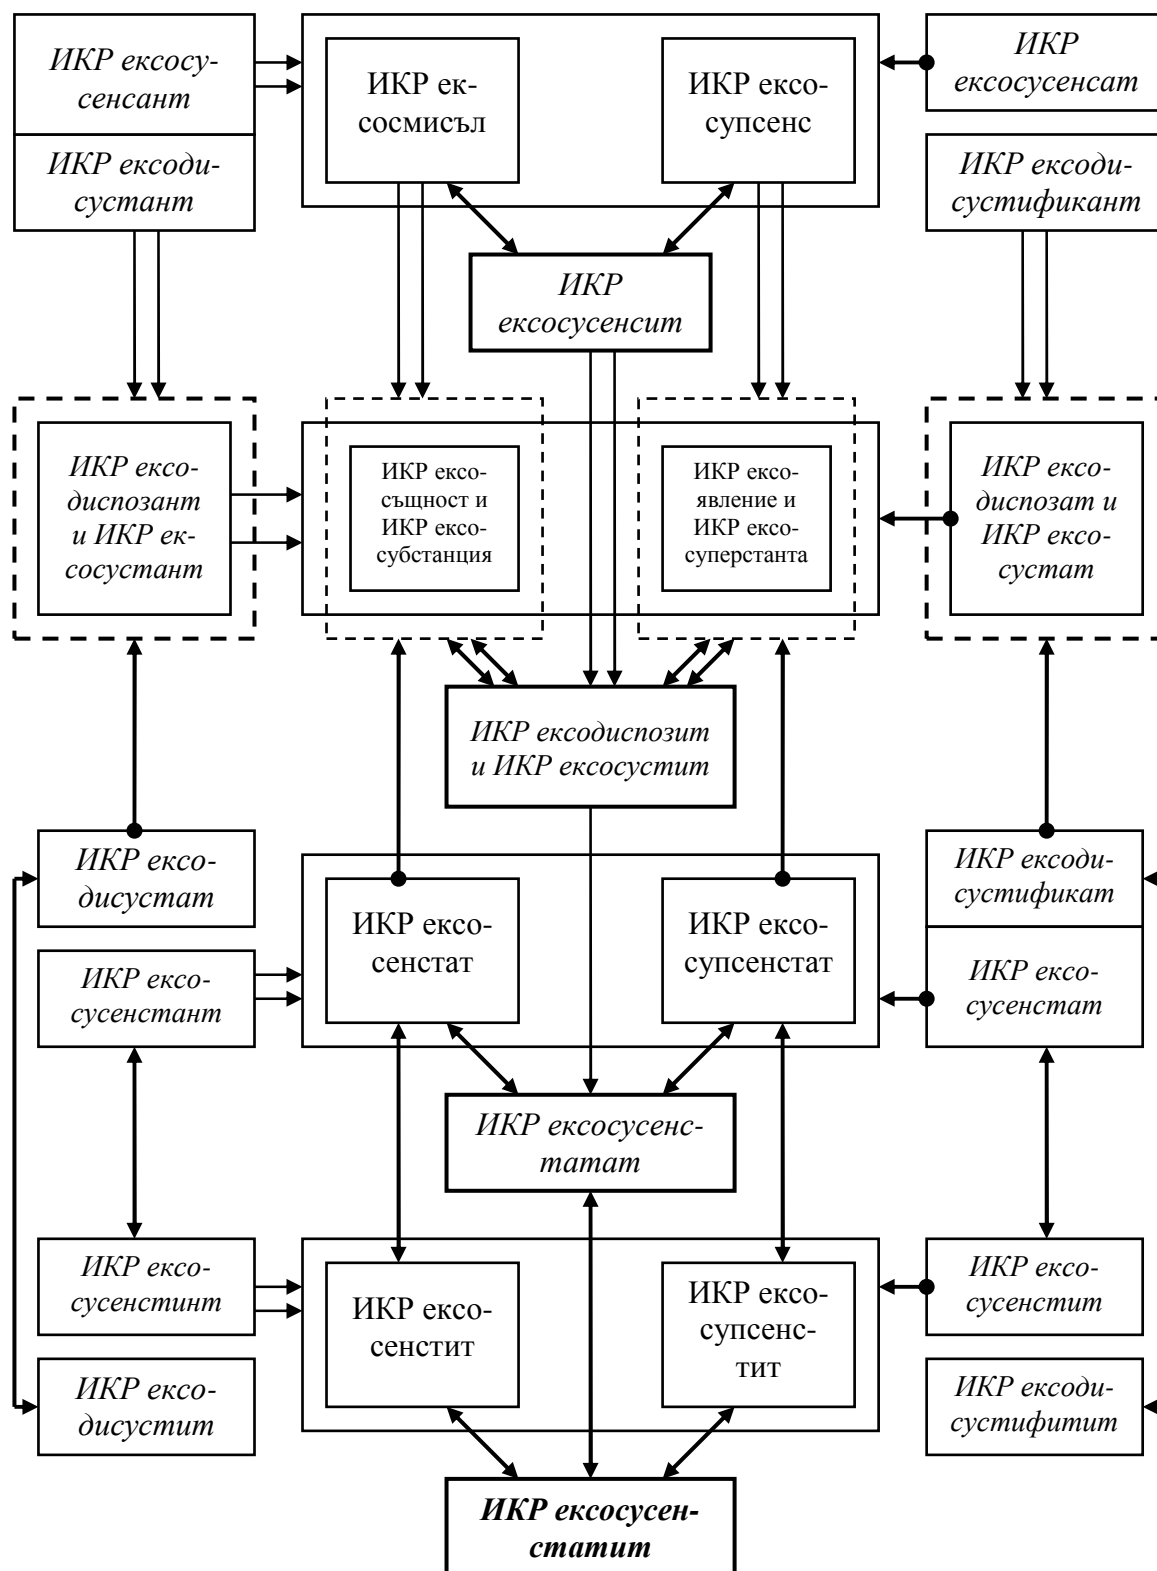 ИКР ексосу-
сенсант
ИКР ек-
сосмисъл
ИКР ексо-
супсенс
ИКР
ексосусенсат
ИКР ексоди-
сустант
ИКР ексоди-
сустификант
ИКР
ексосусенсит
ИКР ексо-
диспозант
и ИКР ек-
сосустант
ИКР ексо-
същност и
ИКР ексо-
субстанция
ИКР ексо-
явление и
ИКР ексо-
суперстанта
ИКР ексо-
диспозат и
ИКР ексо-
сустат
ИКР ексодиспозит
и ИКР ексосустит
ИКР ексо-
дисустат
ИКР ексо-
сенстат
ИКР ексо-
супсенстат
ИКР ексоди-
сустификат
ИКР ексо-
сусенстант
ИКР ексо-
сусенстат
ИКР ексосусенс-
татат
ИКР ексо-
сусенстинт
ИКР ексо-
сенстит
ИКР ексо-
супсенс-
тит
ИКР ексо-
сусенстит
ИКР ексо-
дисустит
ИКР ексоди-
сустифитит
ИКР ексосусен-
статит